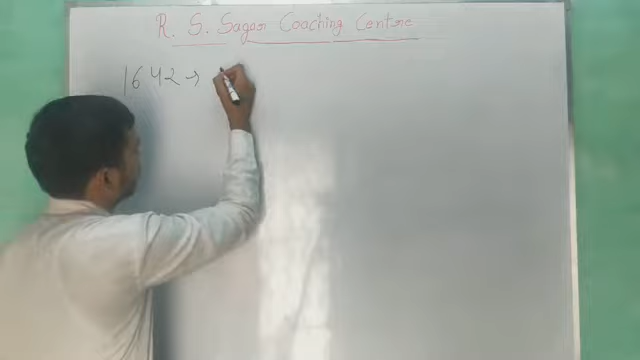 R. S. Sagar Coaching Centre
1642 →